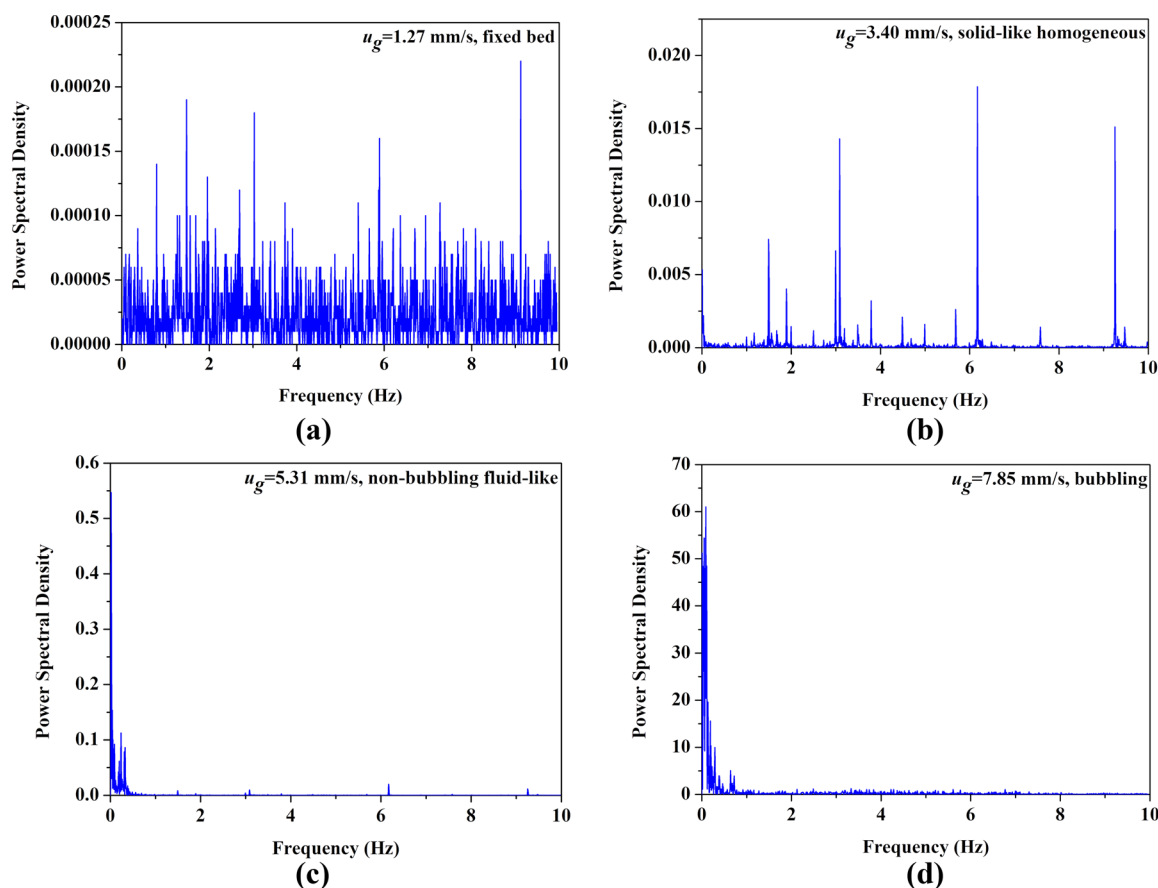 u_g=1.27 mm/s, fixed bed
0.00025
0.00020
0.00015
0.00010
0.00005
0.00000
Power Spectral Density
0 2 4 6 8 10
Frequency (Hz)
(a)
u_g=3.40 mm/s, solid-like homogeneous
0.020
0.015
0.010
0.005
0.000
Power Spectral Density
0 2 4 6 8 10
Frequency (Hz)
(b)
u_g=5.31 mm/s, non-bubbling fluid-like
0.6
0.5
0.4
0.3
0.2
0.1
0.0
Power Spectral Density
0 2 4 6 8 10
Frequency (Hz)
(c)
u_g=7.85 mm/s, bubbling
70
60
50
40
30
20
10
0
Power Spectral Density
0 2 4 6 8 10
Frequency (Hz)
(d)